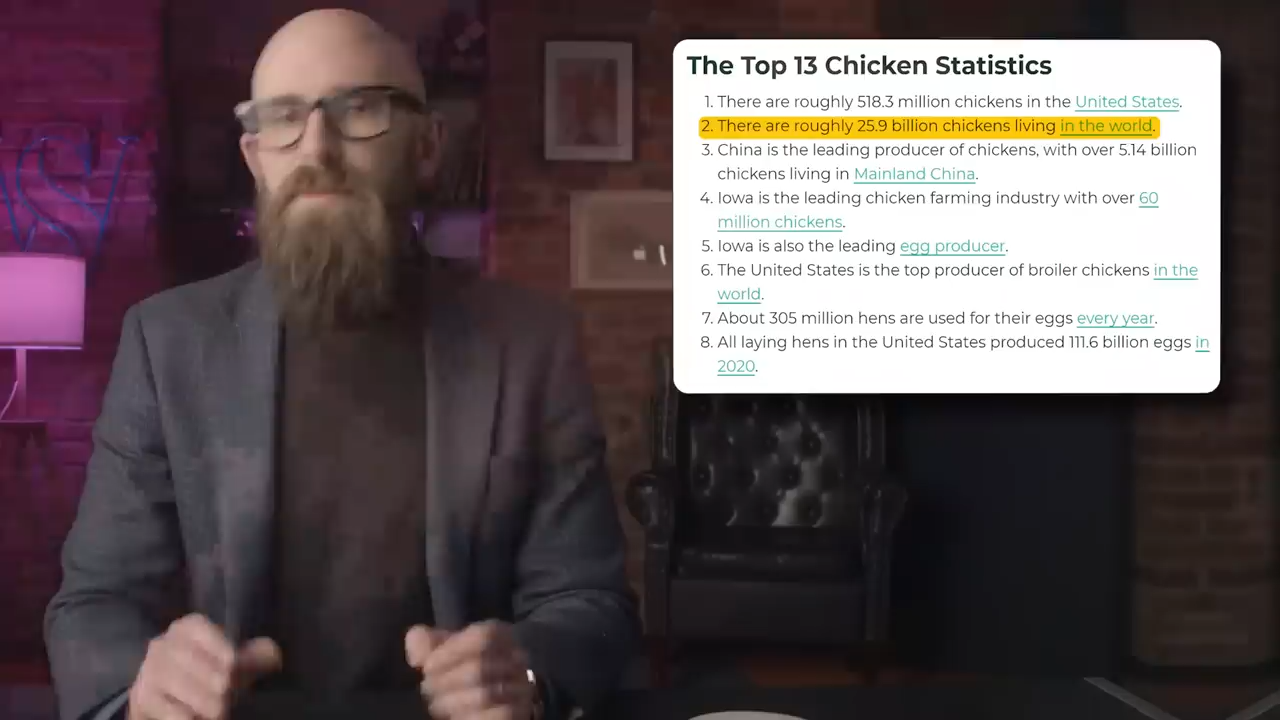 The Top 13 Chicken Statistics
1. There are roughly 518.3 million chickens in the United States.
2. There are roughly 25.9 billion chickens living in the world.
3. China is the leading producer of chickens, with over 5.14 billion
chickens living in Mainland China.
4. Iowa is the leading chicken farming industry with over 60
million chickens.
5. Iowa is also the leading egg producer.
6. The United States is the top producer of broiler chickens in the
world.
7. About 305 million hens are used for their eggs every year.
8. All laying hens in the United States produced 111.6 billion eggs in
2020.